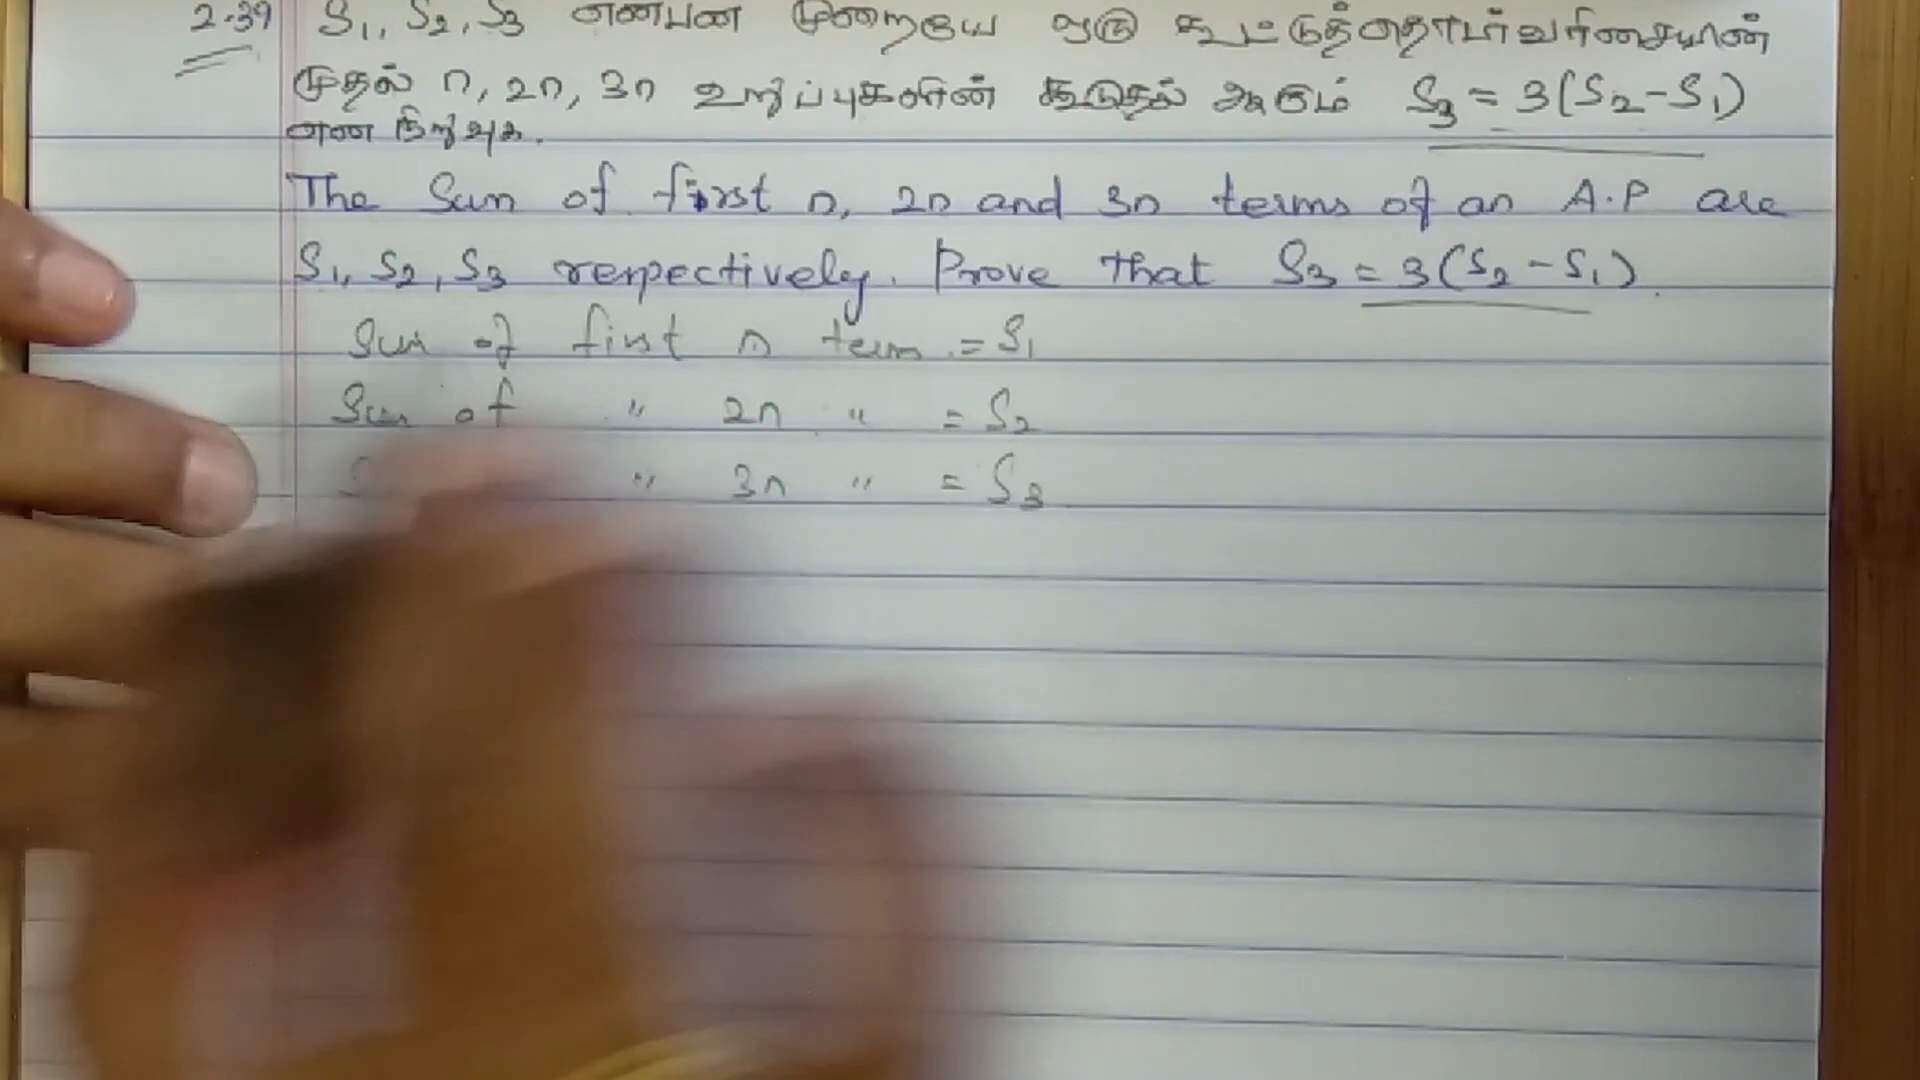 2.39 S₁, S₂, S₃ என்பன முறையே ஒரு கூட்டுத்தொடர்வரிசையின்
முதல் n, 2n, 3n உறுப்புகளின் கூடுதல் ஆகும் S₃ = 3(S₂-S₁)
என நிறுவுக.
The Sum of first n, 2n and 3n terms of an A.P are
S₁, S₂, S₃ respectively. Prove that S₃ = 3(S₂-S₁).
Sum of first n term = S₁
Sum of " 2n " = S₂
" 3n " = S₃